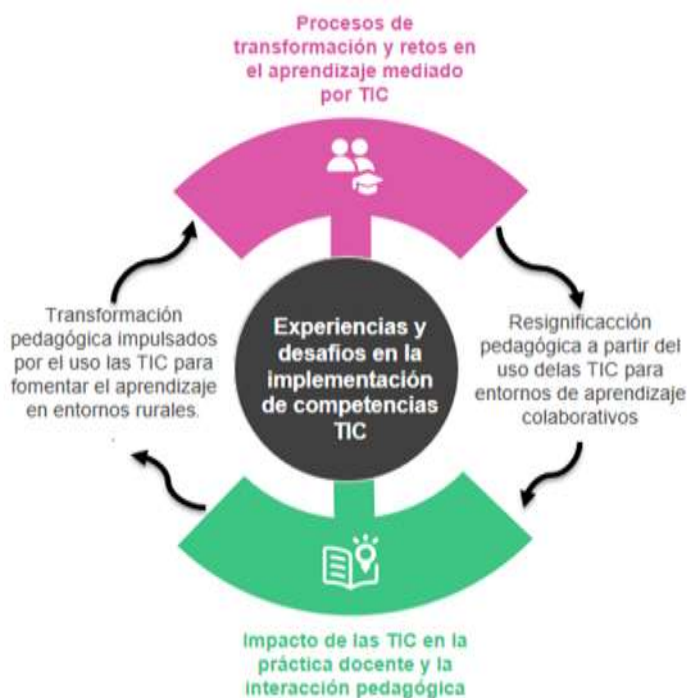 Procesos de
transformación y retos en
el aprendizaje mediado
por TIC
Transformación
pedagógica impulsados
por el uso las TIC para
fomentar el aprendizaje
en entornos rurales.
.
Experiencias y
desafios en la
implementación
de competencias
TIC
Resignificacción
pedagógica a partir del
uso delas TIC para
entornos de aprendizaje
colaborativos
Impacto de las TIC en la
práctica docente y la
interacción pedagógica